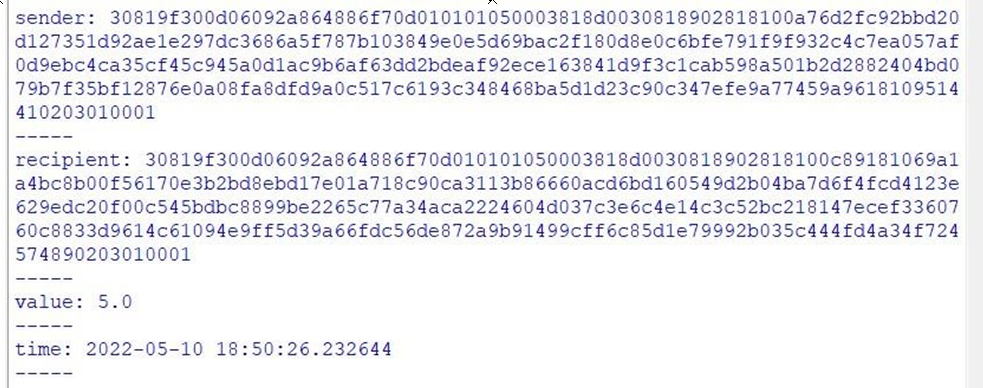 sender: 30819f300d06092a864886f70d010101050003818d0030818902818100a76d2fc92bbd20
d127351d92ae1e297dc3686a5f787b103849e0e5d69bac2f180d8e0c6bfe791f9f932c4c7ea057af
0d9ebc4ca35cf45c945a0d1ac9b6af63dd2bdeaf92ece163841d9f3c1cab598a501b2d2882404bd0
79b7f35bf12876e0a08fa8dfd9a0c517c6193c348468ba5d1d23c90c347efe9a77459a9618109514
410203010001
-----
recipient: 30819f300d06092a864886f70d010101050003818d0030818902818100c89181069a1
a4bc8b00f56170e3b2bd8ebd17e01a718c90ca3113b86660acd6bd160549d2b04ba7d6f4fcd4123e
629edc20f00c545bdbc8899be2265c77a34aca2224604d037c3e6c4e14c3c52bc218147ecef33607
60c8833d9614c61094e9ff5d39a66fdc56de872a9b91499cff6c85d1e79992b035c444fd4a34f724
574890203010001
-----
value: 5.0
-----
time: 2022-05-10 18:50:26.232644
-----